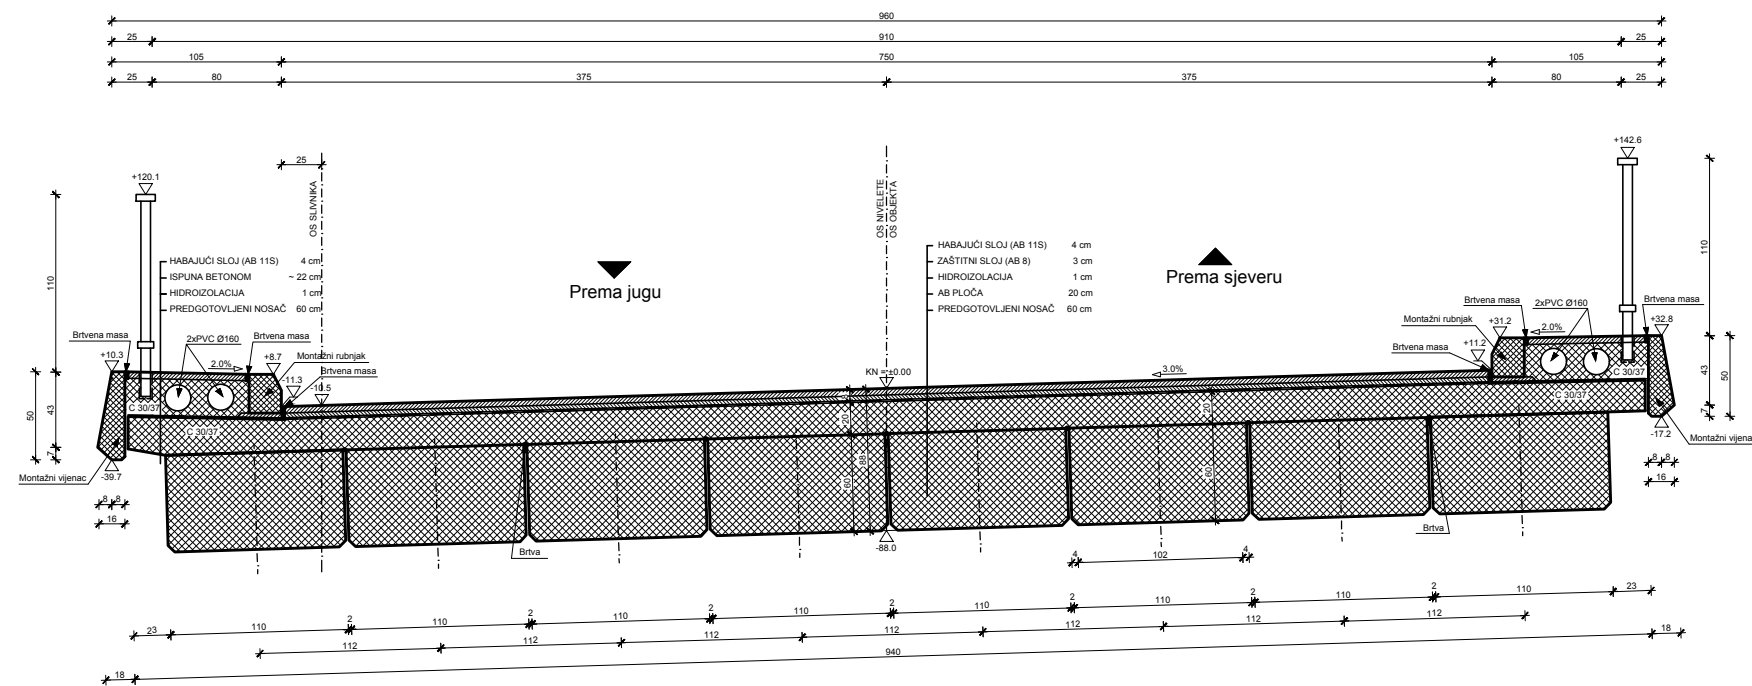 960
25 910 25
105 750 105
25 80 375 375 80 25
25
+142.6
+120.1
OS SLIVNIKA
OS NIVELETE
OS OBJEKTA
110
110
HABAJUĆI SLOJ (AB 11S) 4 cm
ISPUNA BETONOM ~ 22 cm
HIDROIZOLACIJA 1 cm
PREDGOTOVLJENI NOSAČ 60 cm
Prema jugu
HABAJUĆI SLOJ (AB 11S) 4 cm
ZAŠTITNI SLOJ (AB 8) 3 cm
HIDROIZOLACIJA 1 cm
AB PLOČA 20 cm
PREDGOTOVLJENI NOSAČ 60 cm
Prema sjeveru
Brtvena masa
2xPVC Ø160
Brtvena masa
Montažni rubnjak
Brtvena masa
+10.3
2.0%
+8.7
-11.3
-10.5
KN = ±0.00
3.0%
Brtvena masa
2xPVC Ø160
Brtvena masa
Montažni rubnjak
Brtvena masa
+31.2
2.0%
+32.8
+11.2
C 30/37
C 30/37
C 30/37
C 30/37
50
43
7
43
50
7
20
88
60
20
60
-39.7
Montažni vijenac
-17.2
Montažni vijena
8 8
16
8 8
16
Brtva
-88.0
Brtva
4 102 4
23 110 2 110 2 110 2 110 2 110 2 110 2 110 2 110 23
112 112 112 112 112 112 112
18 940 18